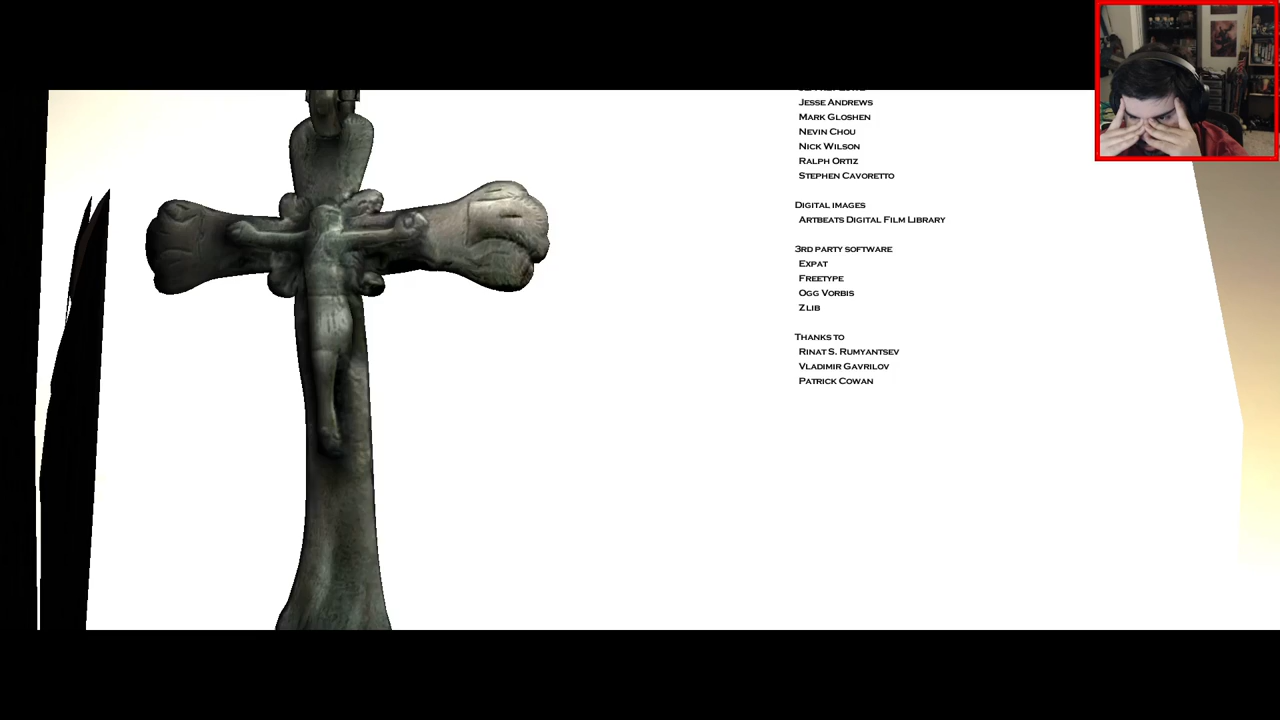 Jesse Andrews
Mark Gloshen
Nevin Chou
Nick Wilson
Ralph Ortiz
Stephen Cavoretto
Digital images
Artbeats Digital Film Library
3rd party software
Expat
Freetype
Ogg Vorbis
Zlib
Thanks to
Rinat S. Rumyantsev
Vladimir Gavrilov
Patrick Cowan